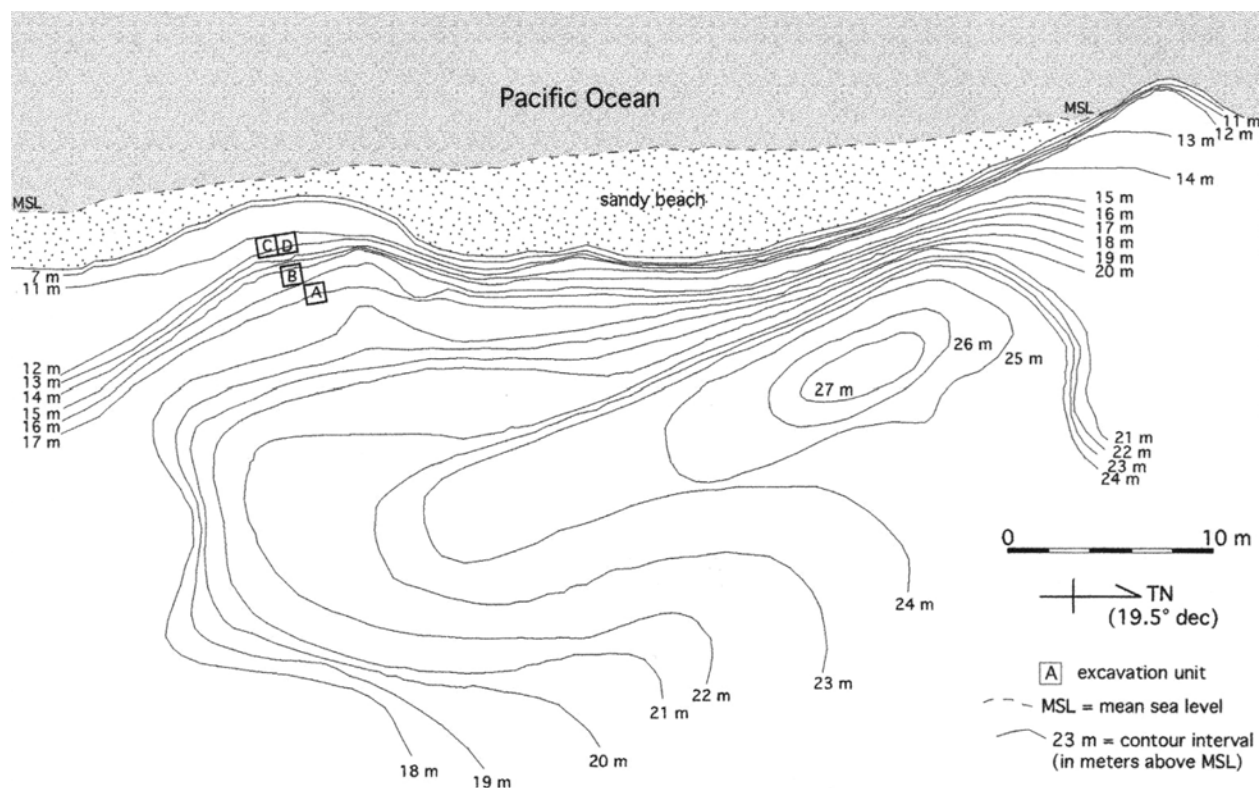 Pacific Ocean
MSL
11 m
12 m
13 m
14 m
sandy beach
MSL
15 m
16 m
17 m
18 m
19 m
20 m
C D
B
A
7 m
11 m
12 m
13 m
14 m
15 m
16 m
17 m
26 m
25 m
27 m
21 m
22 m
23 m
24 m
0 10 m
TN
(19.5° dec)
24 m
23 m
22 m
21 m
20 m
19 m
18 m
A excavation unit
MSL = mean sea level
23 m = contour interval
(in meters above MSL)